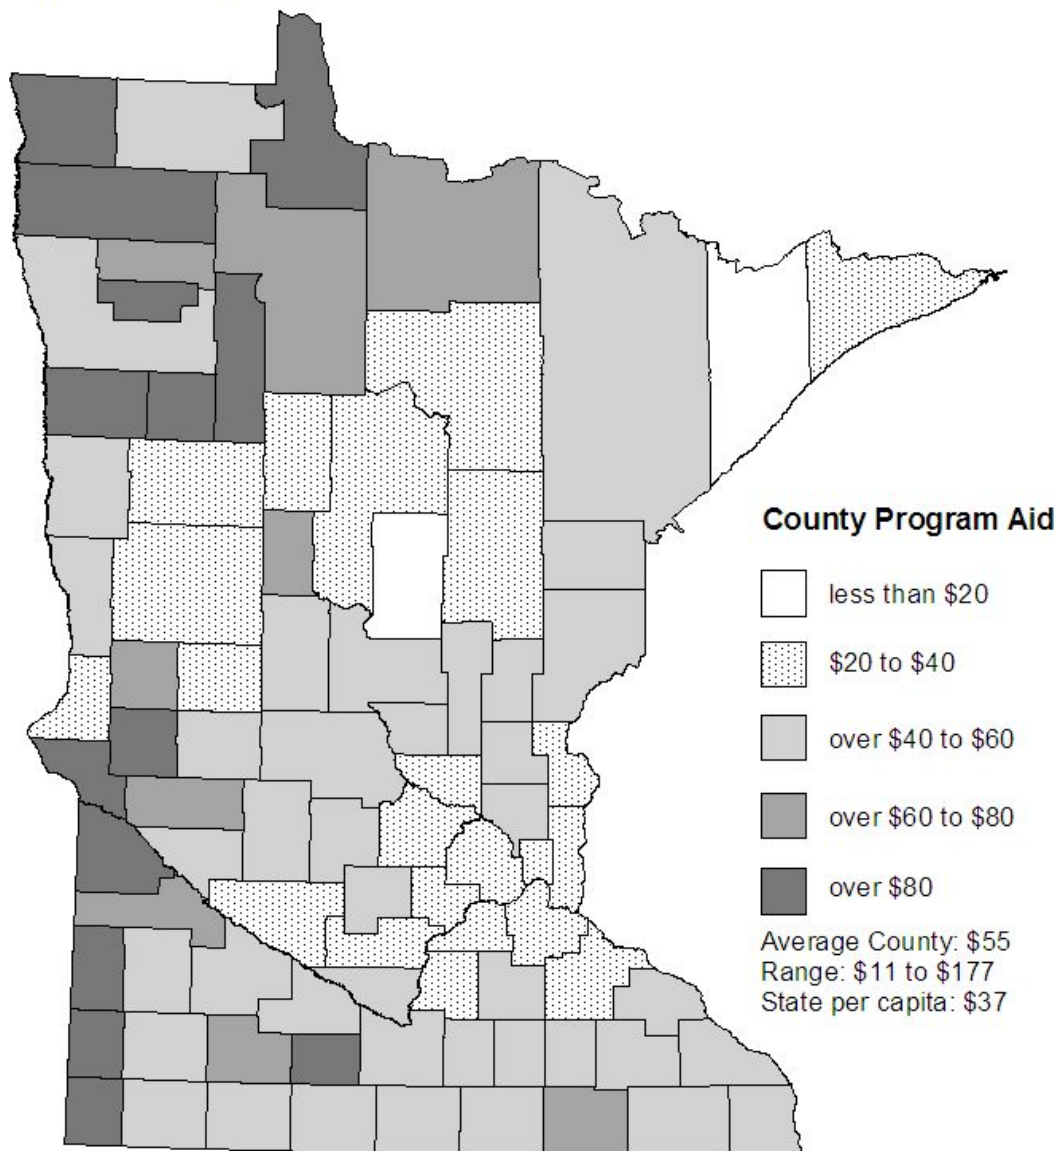 County Program Aid
less than $20
$20 to $40
over $40 to $60
over $60 to $80
over $80
Average County: $55
Range: $11 to $177
State per capita: $37